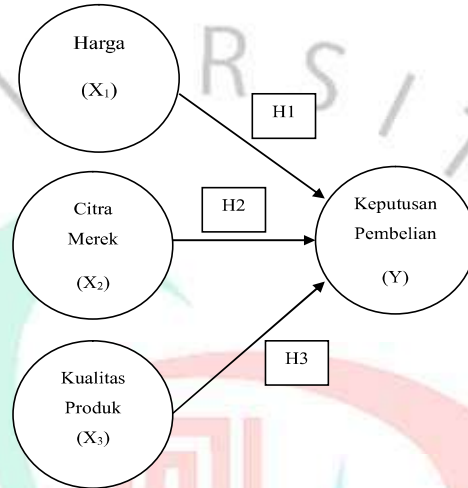 Harga
(X₁)
H1
Citra
Merek
(X₂)
H2
Keputusan
Pembelian
(Y)
Kualitas
Produk
(X₃)
H3
R S I